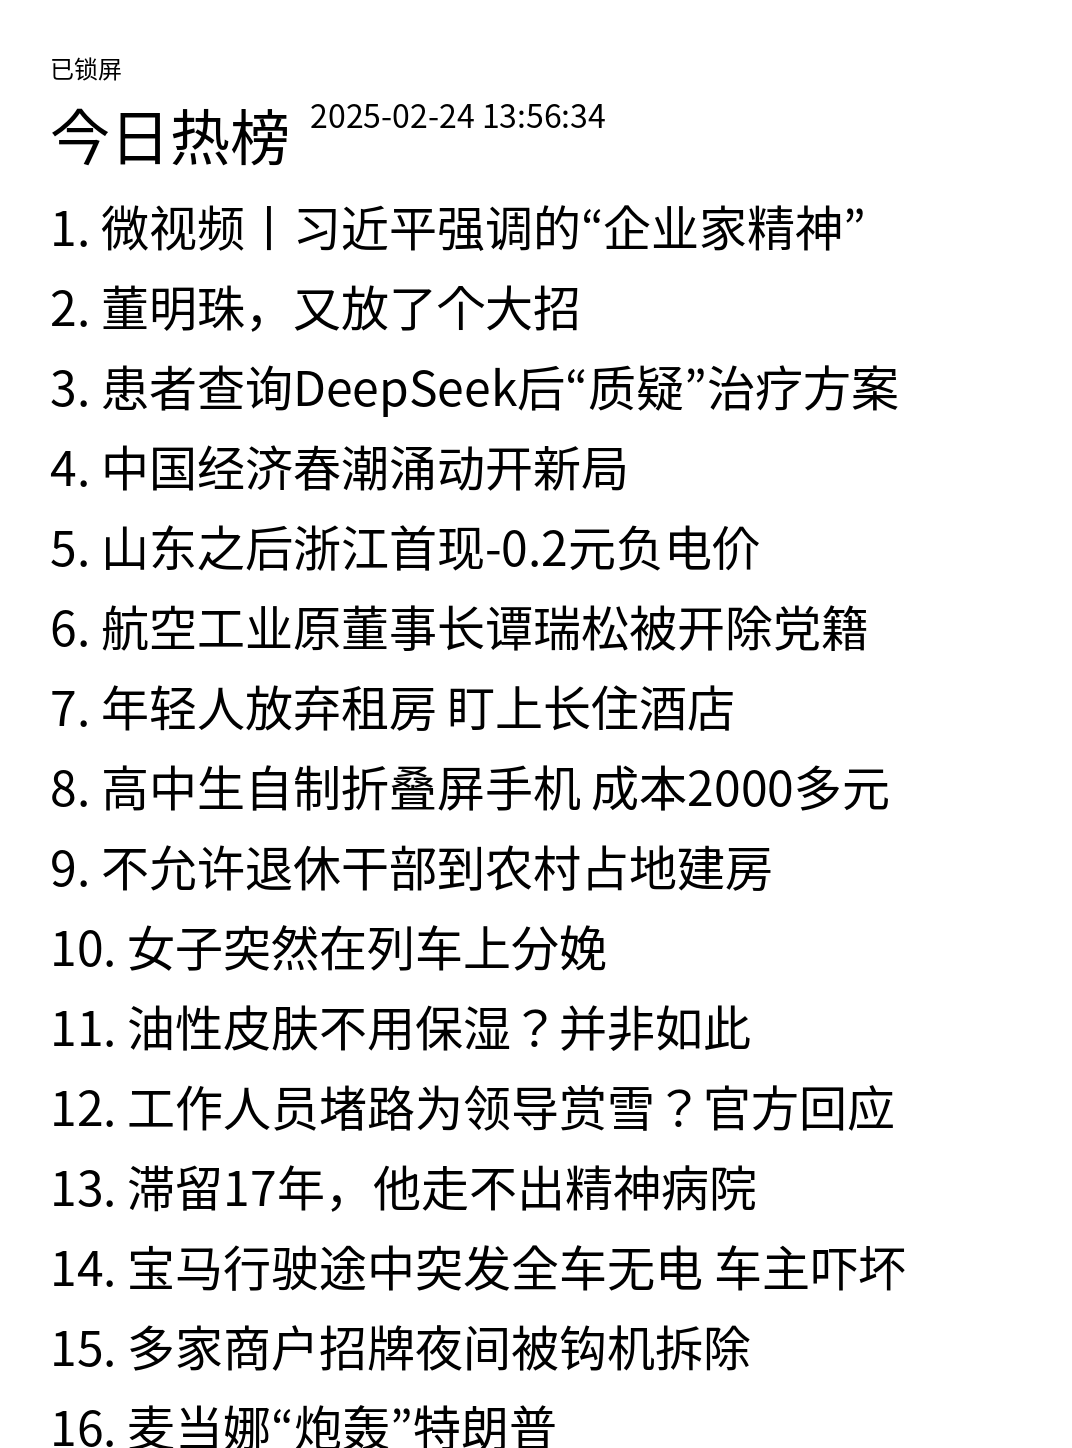 已锁屏
今日热榜 2025-02-24 13:56:34
1. 微视频丨习近平强调的“企业家精神”
2. 董明珠，又放了个大招
3. 患者查询DeepSeek后“质疑”治疗方案
4. 中国经济春潮涌动开新局
5. 山东之后浙江首现-0.2元负电价
6. 航空工业原董事长谭瑞松被开除党籍
7. 年轻人放弃租房 盯上长住酒店
8. 高中生自制折叠屏手机 成本2000多元
9. 不允许退休干部到农村占地建房
10. 女子突然在列车上分娩
11. 油性皮肤不用保湿？并非如此
12. 工作人员堵路为领导赏雪？官方回应
13. 滞留17年，他走不出精神病院
14. 宝马行驶途中突发全车无电 车主吓坏
15. 多家商户招牌夜间被钩机拆除
16. 麦当娜“炮轰”特朗普